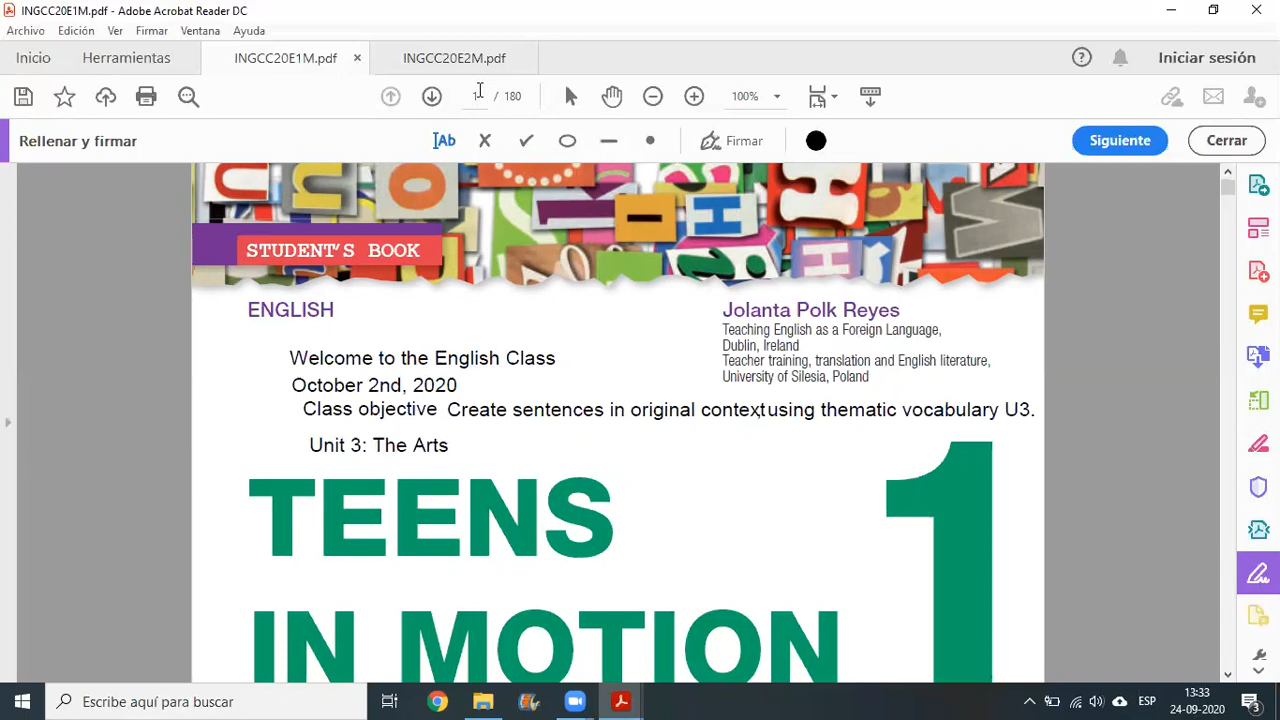 INGCC20E1M.pdf - Adobe Acrobat Reader DC
Archivo Edición Ver Firmar Ventana Ayuda
Inicio Herramientas INGCC20E1M.pdf × INGCC20E2M.pdf Iniciar sesión
1 / 180 100%
Rellenar y firmar Ab Firmar Siguiente Cerrar
STUDENT'S BOOK
ENGLISH
Jolanta Polk Reyes
Teaching English as a Foreign Language,
Dublin, Ireland
Teacher training, translation and English literature,
University of Silesia, Poland
Welcome to the English Class
October 2nd, 2020
Class objective Create sentences in original context, using thematic vocabulary U3.
Unit 3: The Arts
TEENS 1
IN MOTION
Escribe aquí para buscar
ESP
13:33
24-09-2020
3